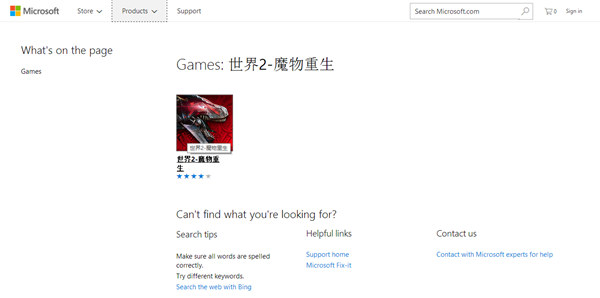 Microsoft Store Products Support Search Microsoft.com 0 Sign in
What's on the page
Games
Games: 世界2-魔物重生
世界2-魔物重生
世界2-魔物重
生
Can't find what you're looking for?
Search tips
Make sure all words are spelled
correctly.
Try different keywords.
Search the web with Bing
Helpful links
Support home
Microsoft Fix-it
Contact us
Contact with Microsoft experts for help